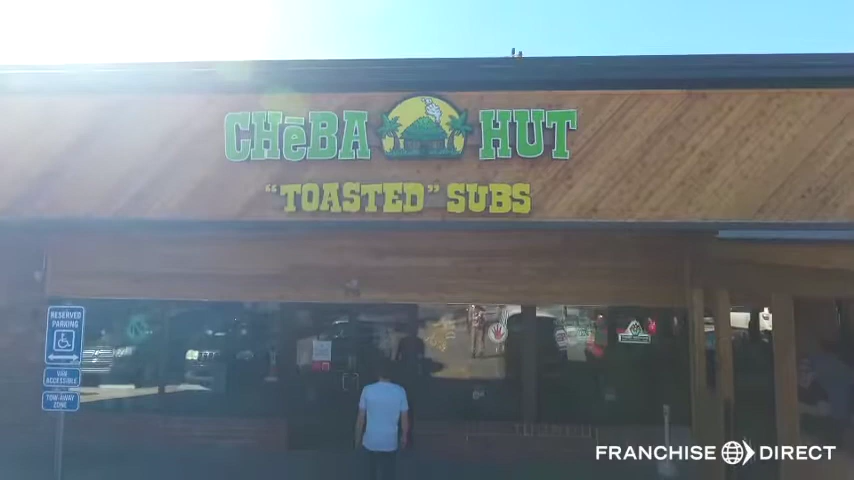 CHēBA HUT
"TOASTED" SUBS
RESERVED
PARKING
VAN
ACCESSIBLE
TOW-AWAY
ZONE
FRANCHISE DIRECT